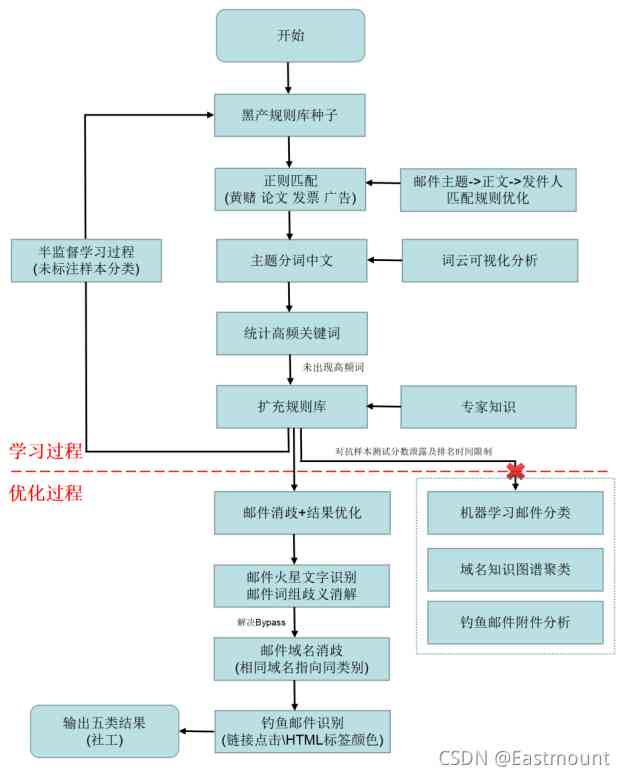 开始
黑产规则库种子
正则匹配
(黄赌 论文 发票 广告)
邮件主题->正文->发件人
匹配规则优化
半监督学习过程
(未标注样本分类)
主题分词中文
词云可视化分析
统计高频关键词
未出现高频词
扩充规则库
专家知识
学习过程
对抗样本测试分数泄露及排名时间限制
优化过程
邮件消歧+结果优化
机器学习邮件分类
邮件火星文字识别
邮件词组歧义消解
域名知识图谱聚类
解决Bypass
钓鱼邮件附件分析
邮件域名消歧
(相同域名指向同类别)
输出五类结果
(社工)
钓鱼邮件识别
(链接点击\HTML标签颜色)
CSDN @Eastmount